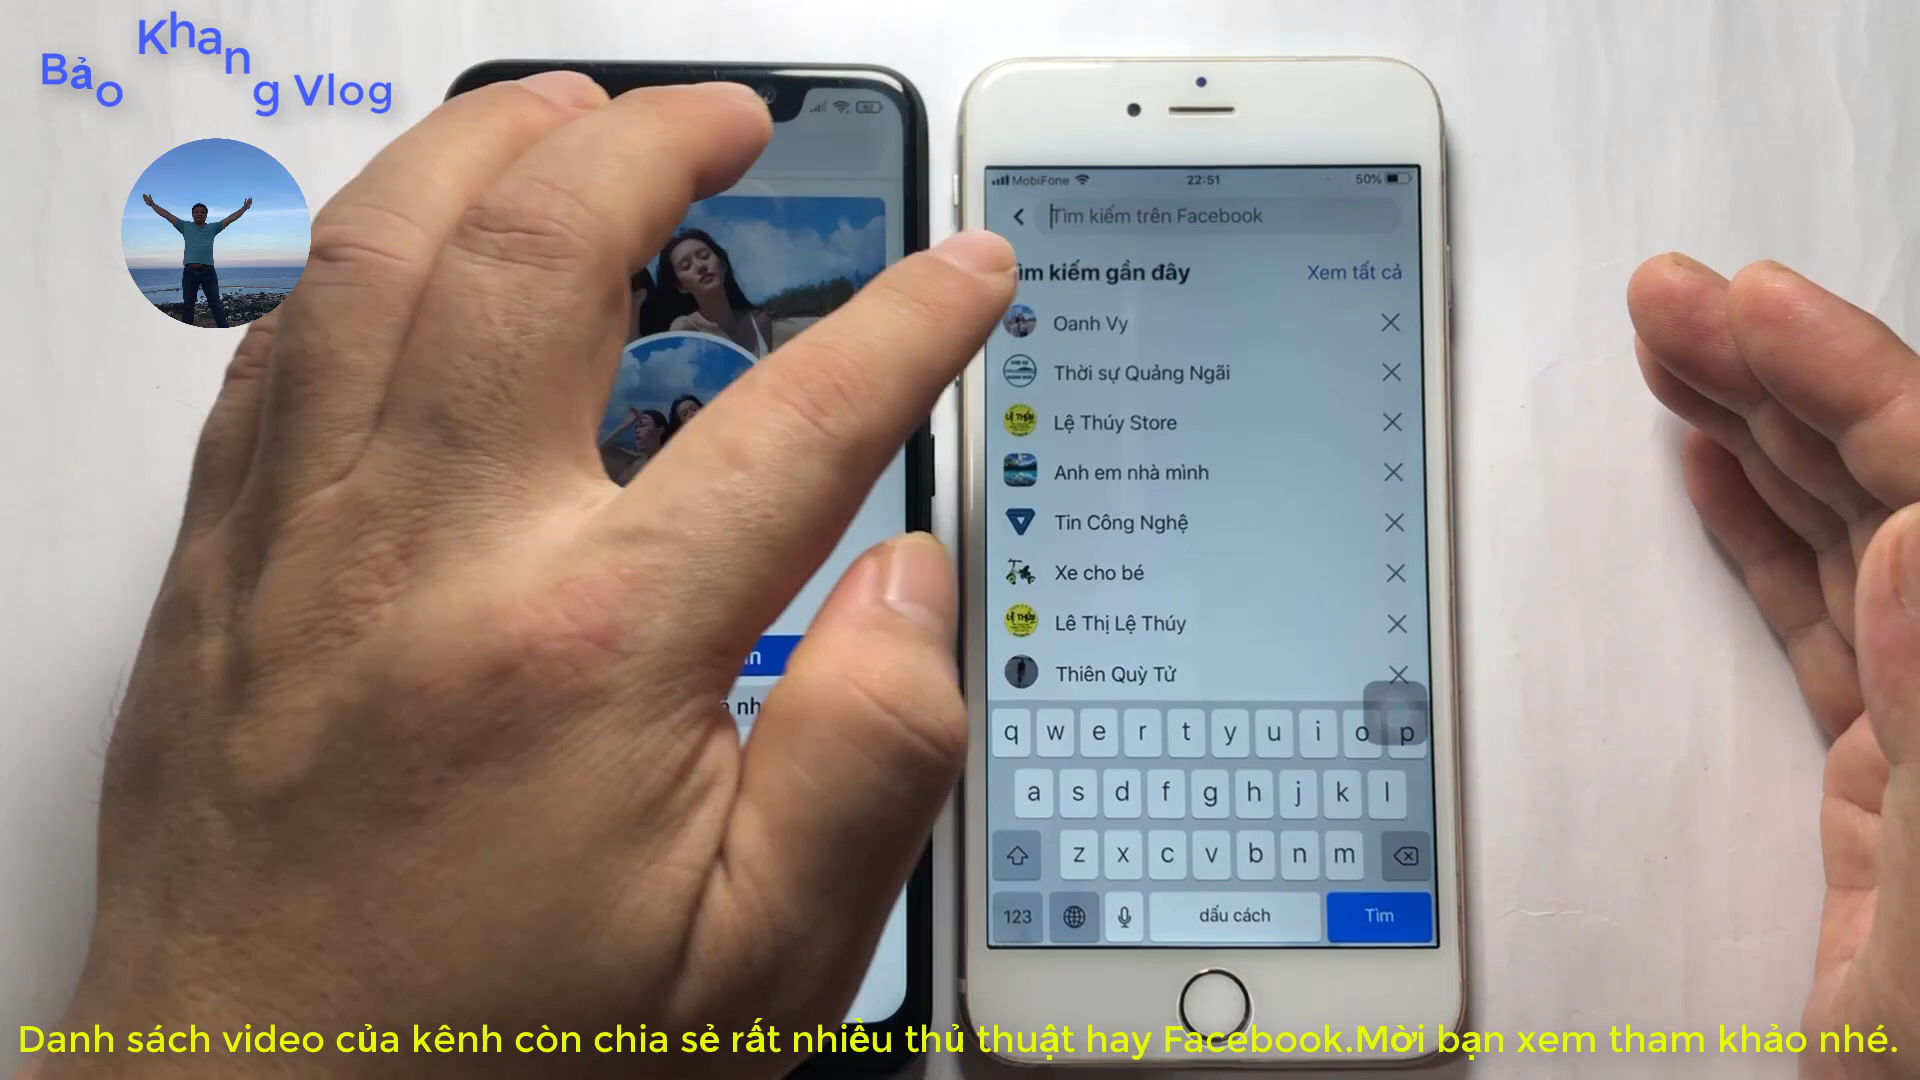 Bảo Khang Vlog
MobiFone 22:51 50%
Tìm kiếm trên Facebook
ìm kiếm gần đây Xem tất cả
Oanh Vy
Thời sự Quảng Ngãi
Lệ Thúy Store
Anh em nhà mình
Tin Công Nghệ
Xe cho bé
Lê Thị Lệ Thúy
Thiên Quỳ Tử
q w e r t y u i o p
a s d f g h j k l
z x c v b n m
123 dấu cách Tìm
Danh sách video của kênh còn chia sẻ rất nhiều thủ thuật hay Facebook.Mời bạn xem tham khảo nhé.